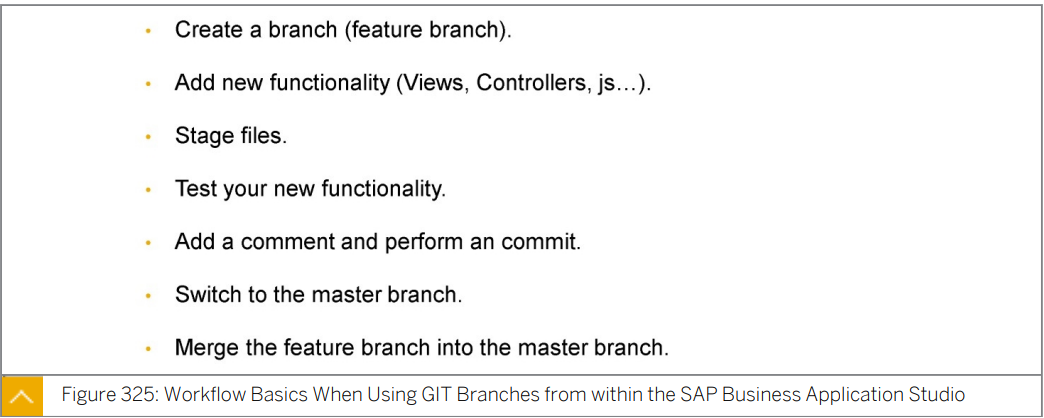 • Create a branch (feature branch).
• Add new functionality (Views, Controllers, js…).
• Stage files.
• Test your new functionality.
• Add a comment and perform an commit.
• Switch to the master branch.
• Merge the feature branch into the master branch.
Figure 325: Workflow Basics When Using GIT Branches from within the SAP Business Application Studio